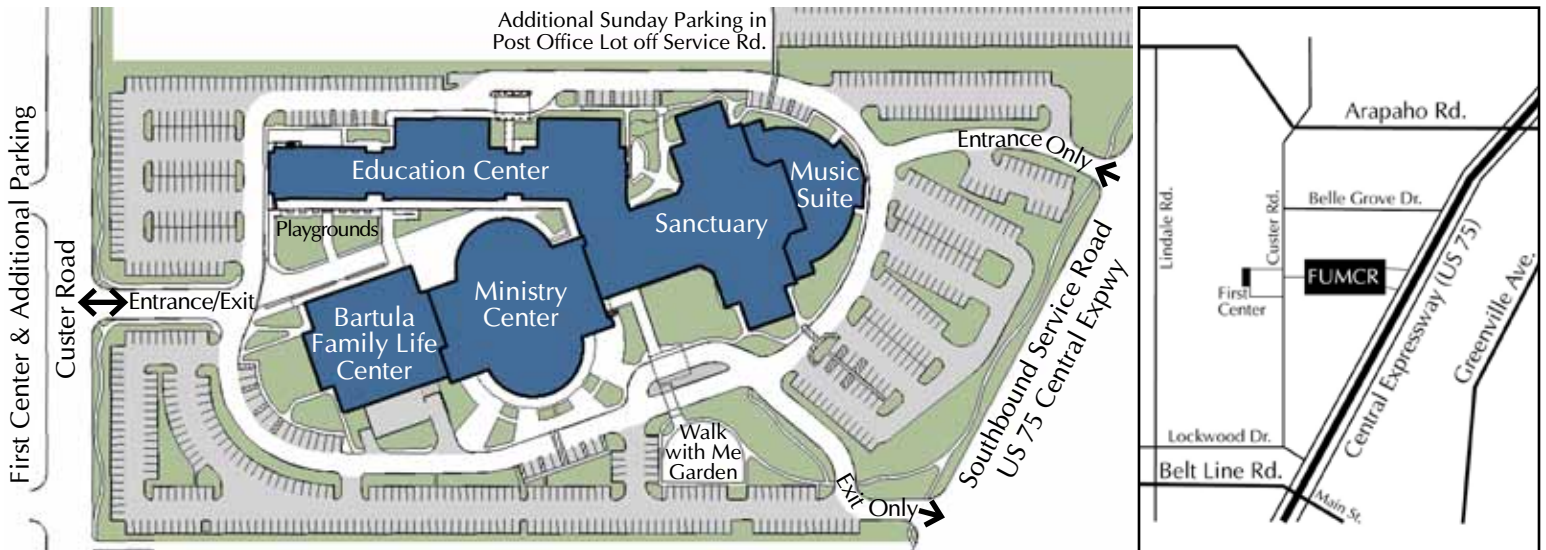 Additional Sunday Parking in
Post Office Lot off Service Rd.
First Center & Additional Parking
Custer Road
Entrance/Exit
Education Center
Playgrounds
Music
Suite
Sanctuary
Entrance Only
Ministry
Center
Bartula
Family Life
Center
Walk
with Me
Garden
Exit Only
Southbound Service Road
US 75 Central Expwy
Arapaho Rd.
Belle Grove Dr.
Lindale Rd.
Custer Rd.
FUMCR
First
Center
Central Expressway (US 75)
Greenville Ave.
Lockwood Dr.
Belt Line Rd.
Main St.